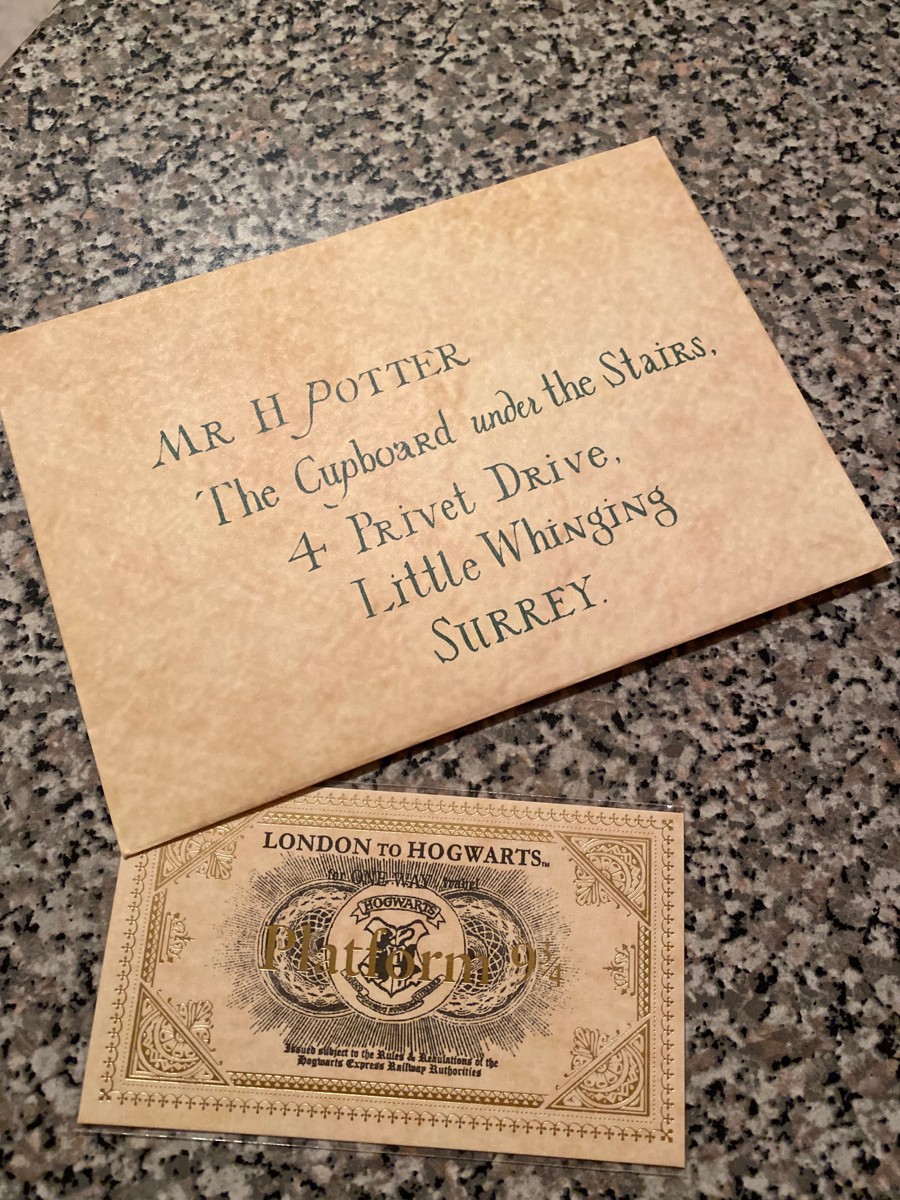 MR H POTTER
The Cupboard under the Stairs,
4 Privet Drive,
Little Whinging
SURREY.
LONDON TO HOGWARTS™
for ONE WAY travel
HOGWARTS
Platform 9¾
Issued subject to the Rules & Regulations of the
Hogwarts Express Railway Authorities